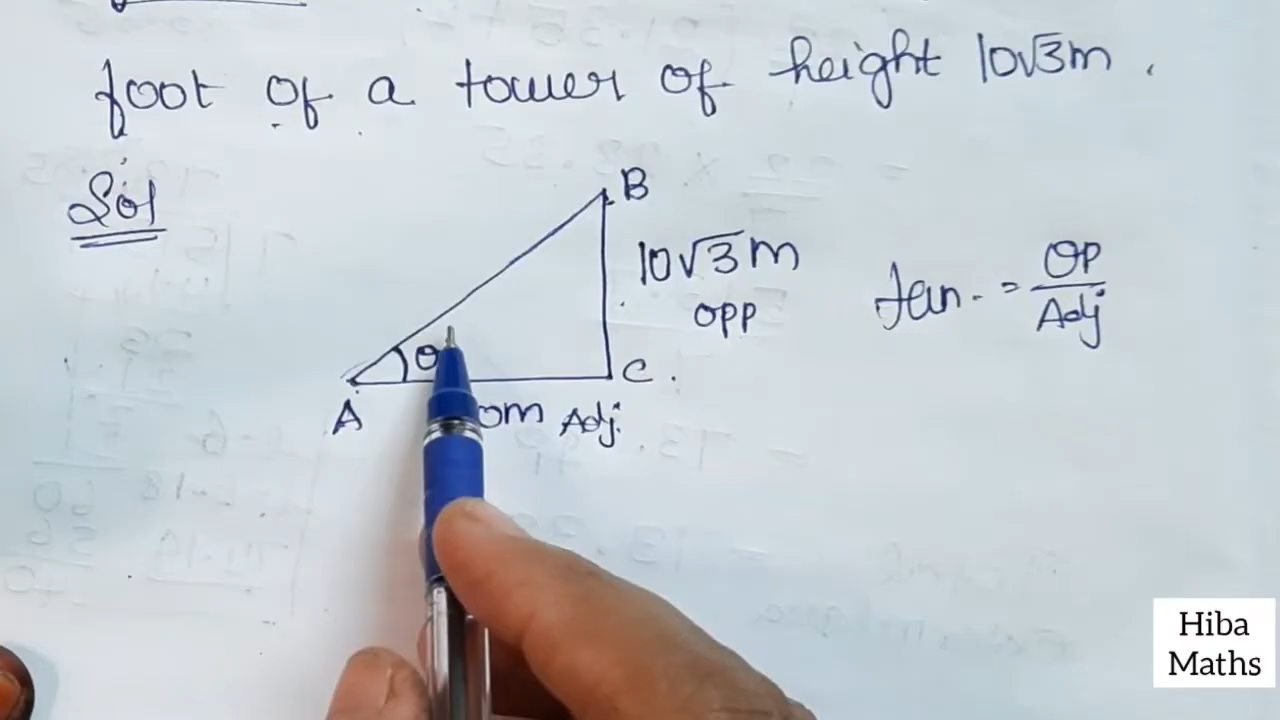 foot of a tower of height 10√3m .
Sol
B
10√3 m
opp
tan. = OP
Adj
θ
C .
A
Adj.
Hiba
Maths